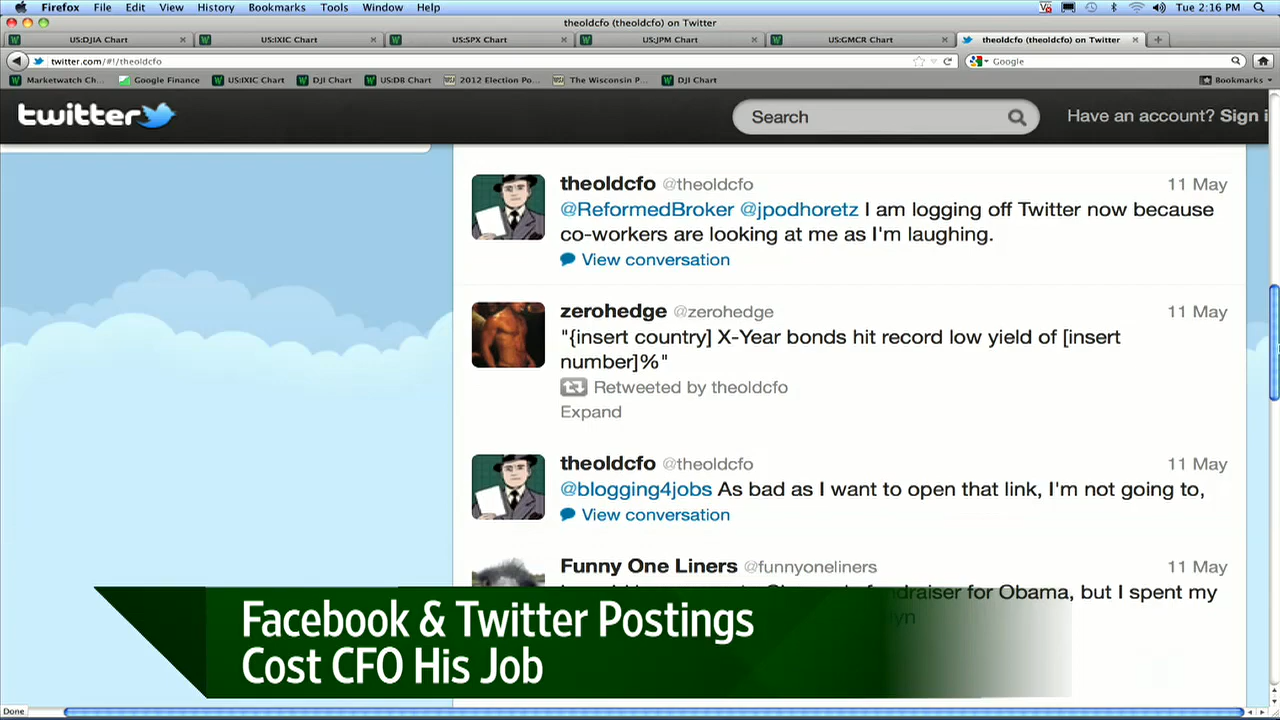 Firefox File Edit View History Bookmarks Tools Window Help Tue 2:16 PM
theoldcfo (theoldcfo) on Twitter
US:DJIA Chart US:IXIC Chart US:SPX Chart US:JPM Chart US:GMCR Chart theoldcfo (theoldcfo) on Twitter
twitter.com/#!/theoldcfo Google
Marketwatch Ch... Google Finance US:IXIC Chart DJI Chart US:DB Chart 2012 Election Po... The Wisconsin P... DJI Chart Bookmarks
twitter Search Have an account? Sign i
theoldcfo @theoldcfo 11 May
@ReformedBroker @jpodhoretz I am logging off Twitter now because
co-workers are looking at me as I'm laughing.
View conversation
zerohedge @zerohedge 11 May
"{insert country] X-Year bonds hit record low yield of [insert
number]%"
Retweeted by theoldcfo
Expand
theoldcfo @theoldcfo 11 May
@blogging4jobs As bad as I want to open that link, I'm not going to,
View conversation
Funny One Liners @funnyoneliners 11 May
for Obama, but I spent my
Facebook & Twitter Postings
Cost CFO His Job
Done